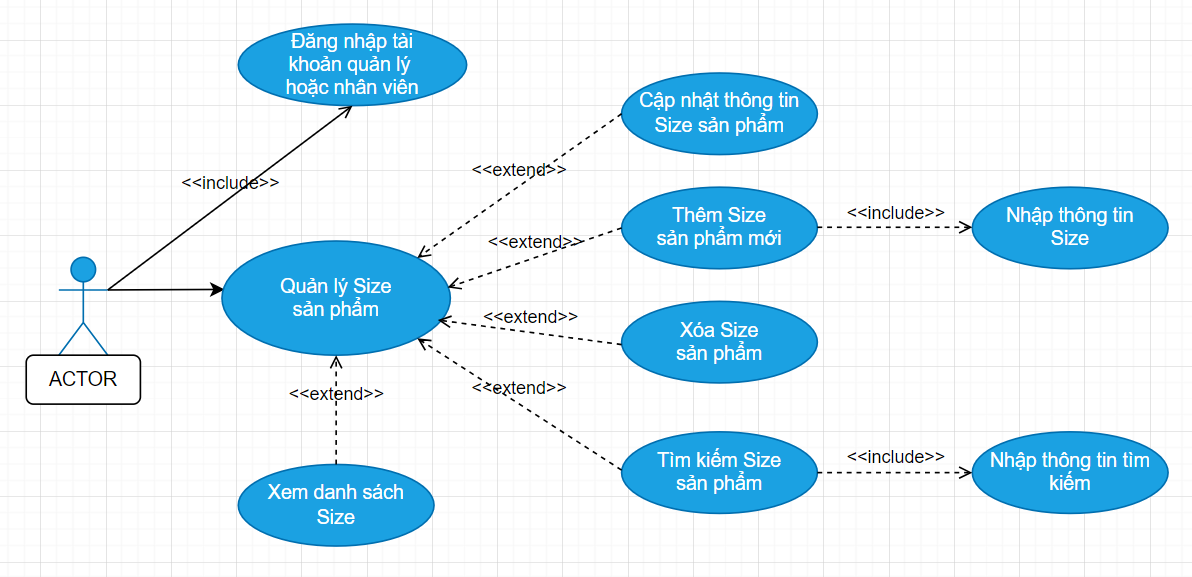 Đăng nhập tài
khoản quản lý
hoặc nhân viên
Cập nhật thông tin
Size sản phẩm
<<include>>
<<extend>>
Thêm Size
sản phẩm mới
<<include>>
Nhập thông tin
Size
<<extend>>
Quản lý Size
sản phẩm
<<extend>>
Xóa Size
sản phẩm
ACTOR
<<extend>>
<<extend>>
Tìm kiếm Size
sản phẩm
<<include>>
Nhập thông tin tìm
kiếm
Xem danh sách
Size